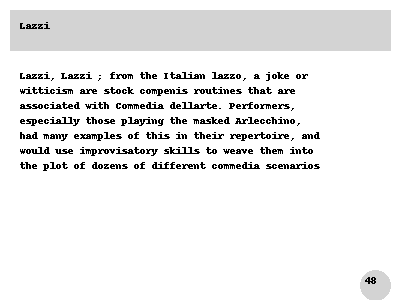 Lazzi
Lazzi, Lazzi ; from the Italian lazzo, a joke or
witticism are stock compenis routines that are
associated with Commedia dellarte. Performers,
especially those playing the masked Arlecchino,
had many examples of this in their repertoire, and
would use improvisatory skills to weave them into
the plot of dozens of different commedia scenarios
48